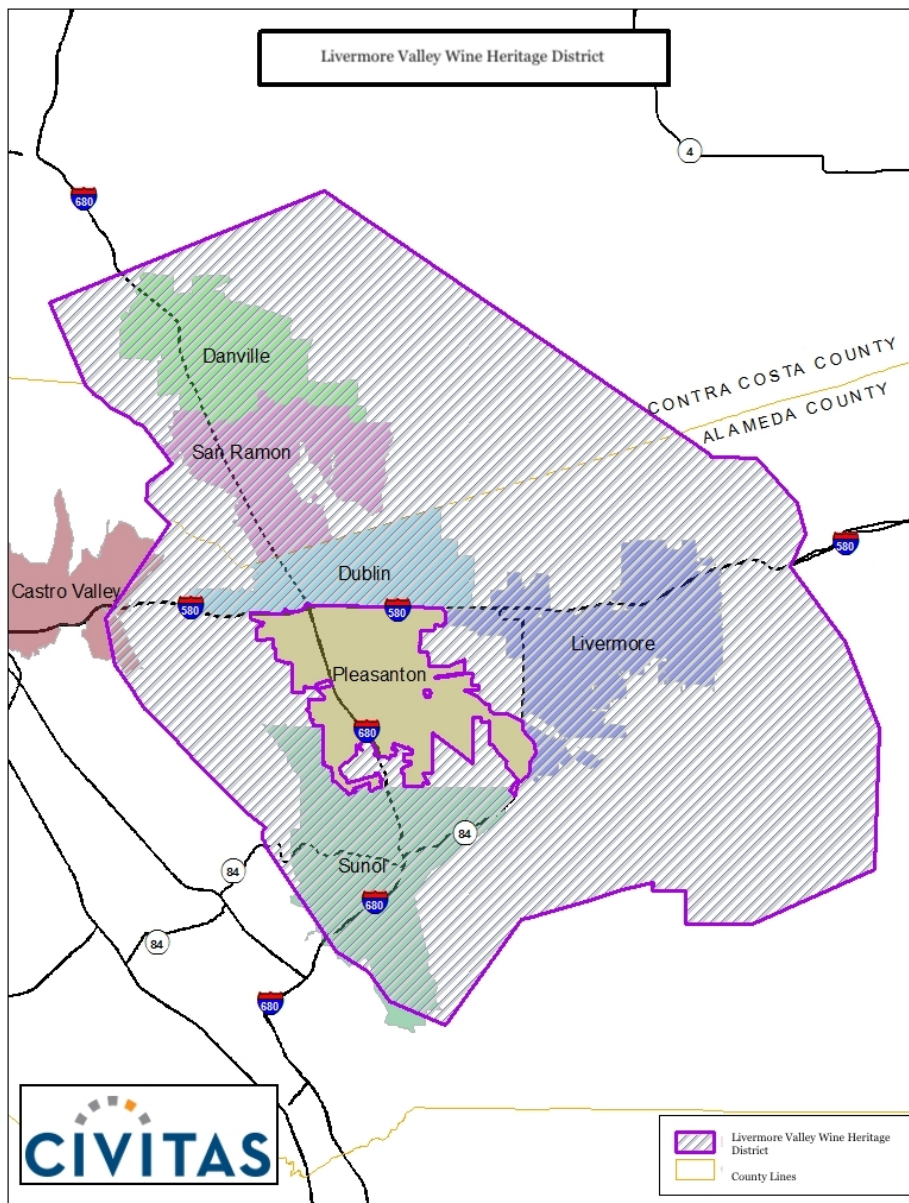 Livermore Valley Wine Heritage District
4
680
Danville
CONTRA COSTA COUNTY
ALAMEDA COUNTY
San Ramon
580
Dublin
Castro Valley
580
580
Livermore
Pleasanton
680
84
Sunol
84
680
84
680
CIVITAS
Livermore Valley Wine Heritage
District
County Lines